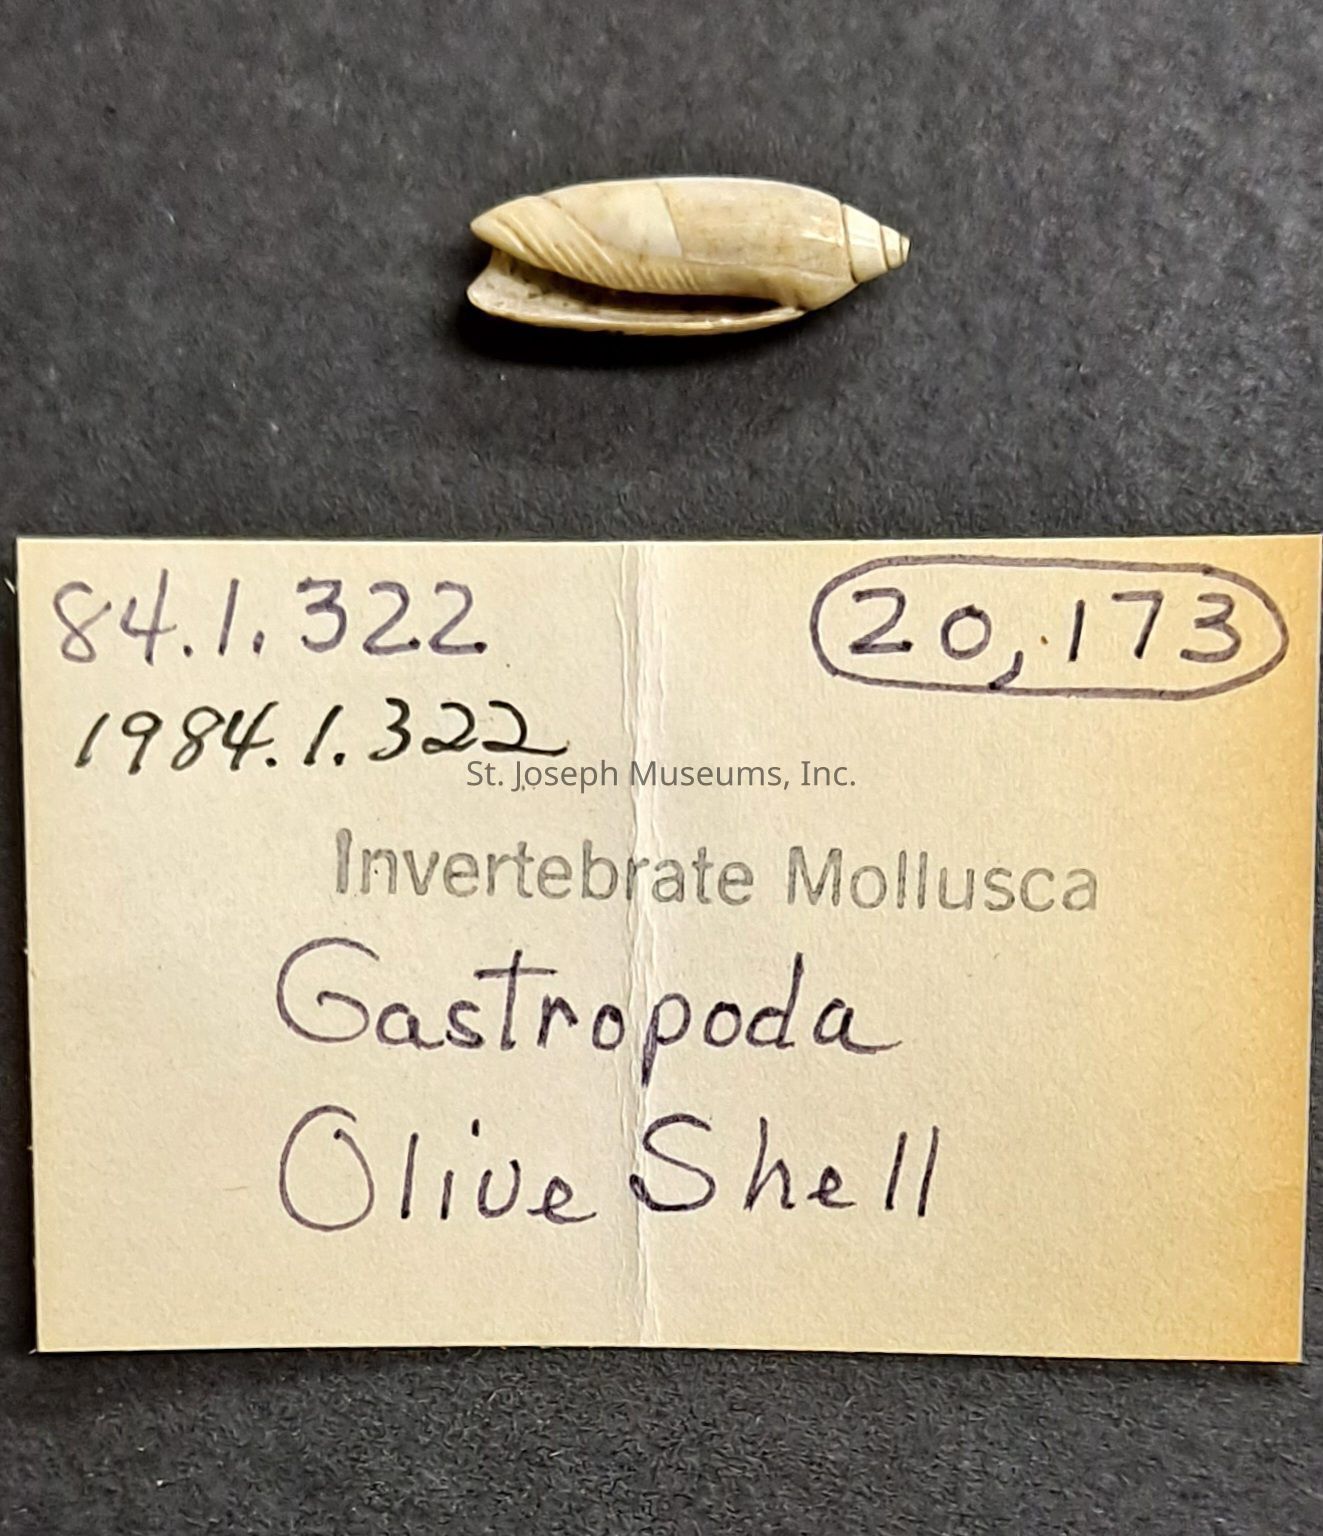 84.1.322
20,173
1984.1.322
St. Joseph Museums, Inc.
Invertebrate Mollusca
Gastropoda
Olive Shell